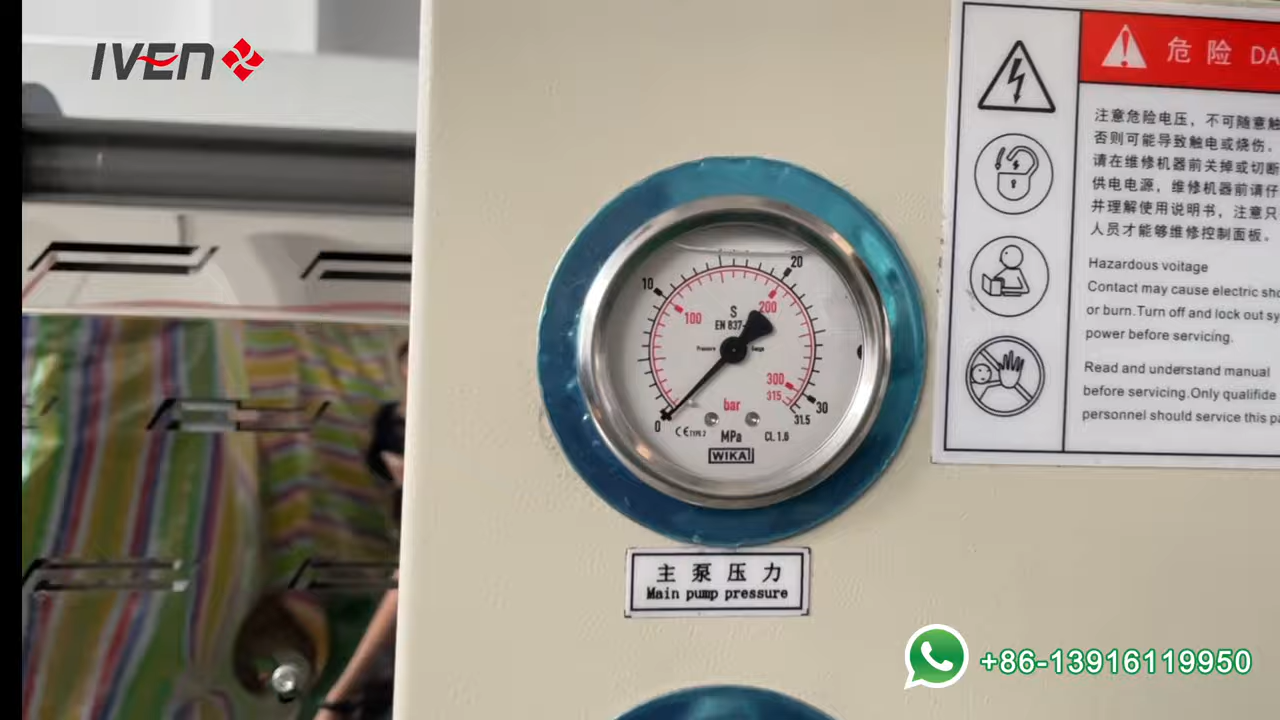 IVEN
危险 DA
注意危险电压，不可随意触
否则可能导致触电或烧伤。
请在维修机器前关掉或切断
供电电源，维修机器前请仔
并理解使用说明书，注意只
人员才能够维修控制面板。
Hazardous voitage
Contact may cause electric sho
or burn.Turn off and lock out sy
power before servicing.
Read and understand manual
before servicing.Only qualifide
personnel should service this pa
20
10
200
S
100
EN 837-
Pressure Gauge
300
315
bar
30
31.5
0
CE TYPE 2
MPa
CL 1.6
WIKA
主泵压力
Main pump pressure
+86-13916119950